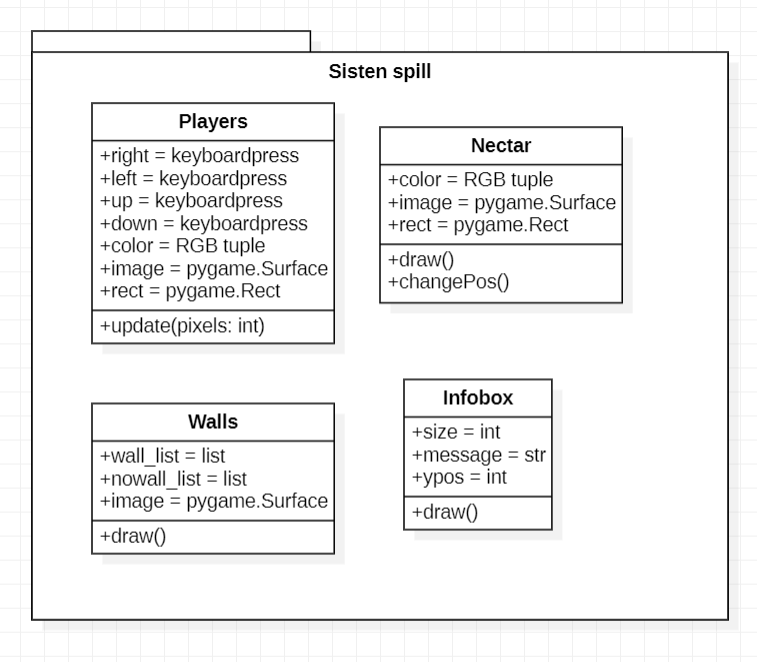 Sisten spill
Players
+right = keyboardpress
+left = keyboardpress
+up = keyboardpress
+down = keyboardpress
+color = RGB tuple
+image = pygame.Surface
+rect = pygame.Rect
+update(pixels: int)
Nectar
+color = RGB tuple
+image = pygame.Surface
+rect = pygame.Rect
+draw()
+changePos()
Walls
+wall_list = list
+nowall_list = list
+image = pygame.Surface
+draw()
Infobox
+size = int
+message = str
+ypos = int
+draw()